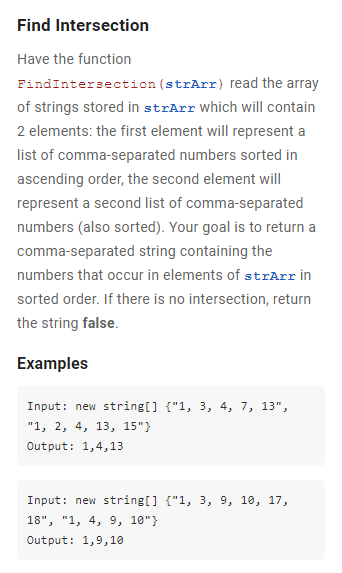 Find Intersection
Have the function
FindIntersection(strArr) read the array
of strings stored in strArr which will contain
2 elements: the first element will represent a
list of comma-separated numbers sorted in
ascending order, the second element will
represent a second list of comma-separated
numbers (also sorted). Your goal is to return a
comma-separated string containing the
numbers that occur in elements of strArr in
sorted order. If there is no intersection, return
the string false.
Examples
Input: new string[] {"1, 3, 4, 7, 13",
"1, 2, 4, 13, 15"}
Output: 1,4,13
Input: new string[] {"1, 3, 9, 10, 17,
18", "1, 4, 9, 10"}
Output: 1,9,10